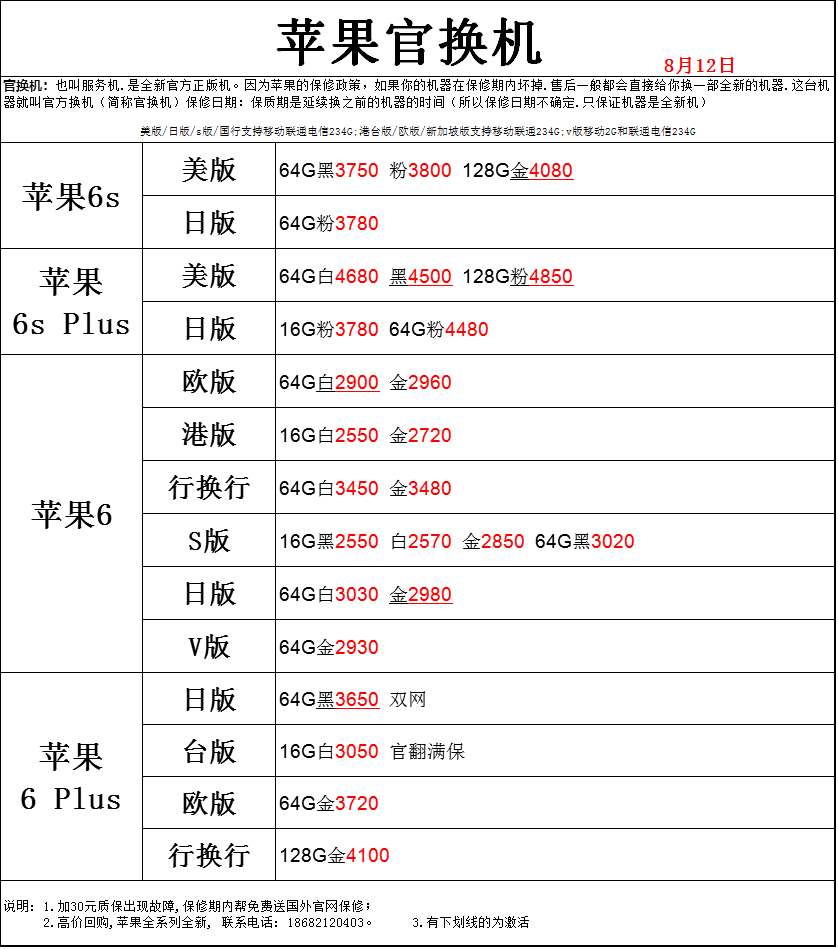 苹果官换机
8月12日
官换机：也叫服务机.是全新官方正版机。因为苹果的保修政策，如果你的机器在保修期内坏掉.售后一般都会直接给你换一部全新的机器.这台机
器就叫官方换机（简称官换机）保修日期：保质期是延续换之前的机器的时间（所以保修日期不确定.只保证机器是全新机）
美版/日版/s版/国行支持移动联通电信234G;港台版/欧版/新加坡版支持移动联通234G;v版移动2G和联通电信234G
苹果6s
美版
64G黑3750 粉3800 128G金4080
日版
64G粉3780
苹果
6s Plus
美版
64G白4680 黑4500 128G粉4850
日版
16G粉3780 64G粉4480
苹果6
欧版
64G白2900 金2960
港版
16G白2550 金2720
行换行
64G白3450 金3480
S版
16G黑2550 白2570 金2850 64G黑3020
日版
64G白3030 金2980
V版
64G金2930
苹果
6 Plus
日版
64G黑3650 双网
台版
16G白3050 官翻满保
欧版
64G金3720
行换行
128G金4100
说明：1.加30元质保出现故障,保修期内帮免费送国外官网保修；
2.高价回购,苹果全系列全新, 联系电话：18682120403。 3.有下划线的为激活